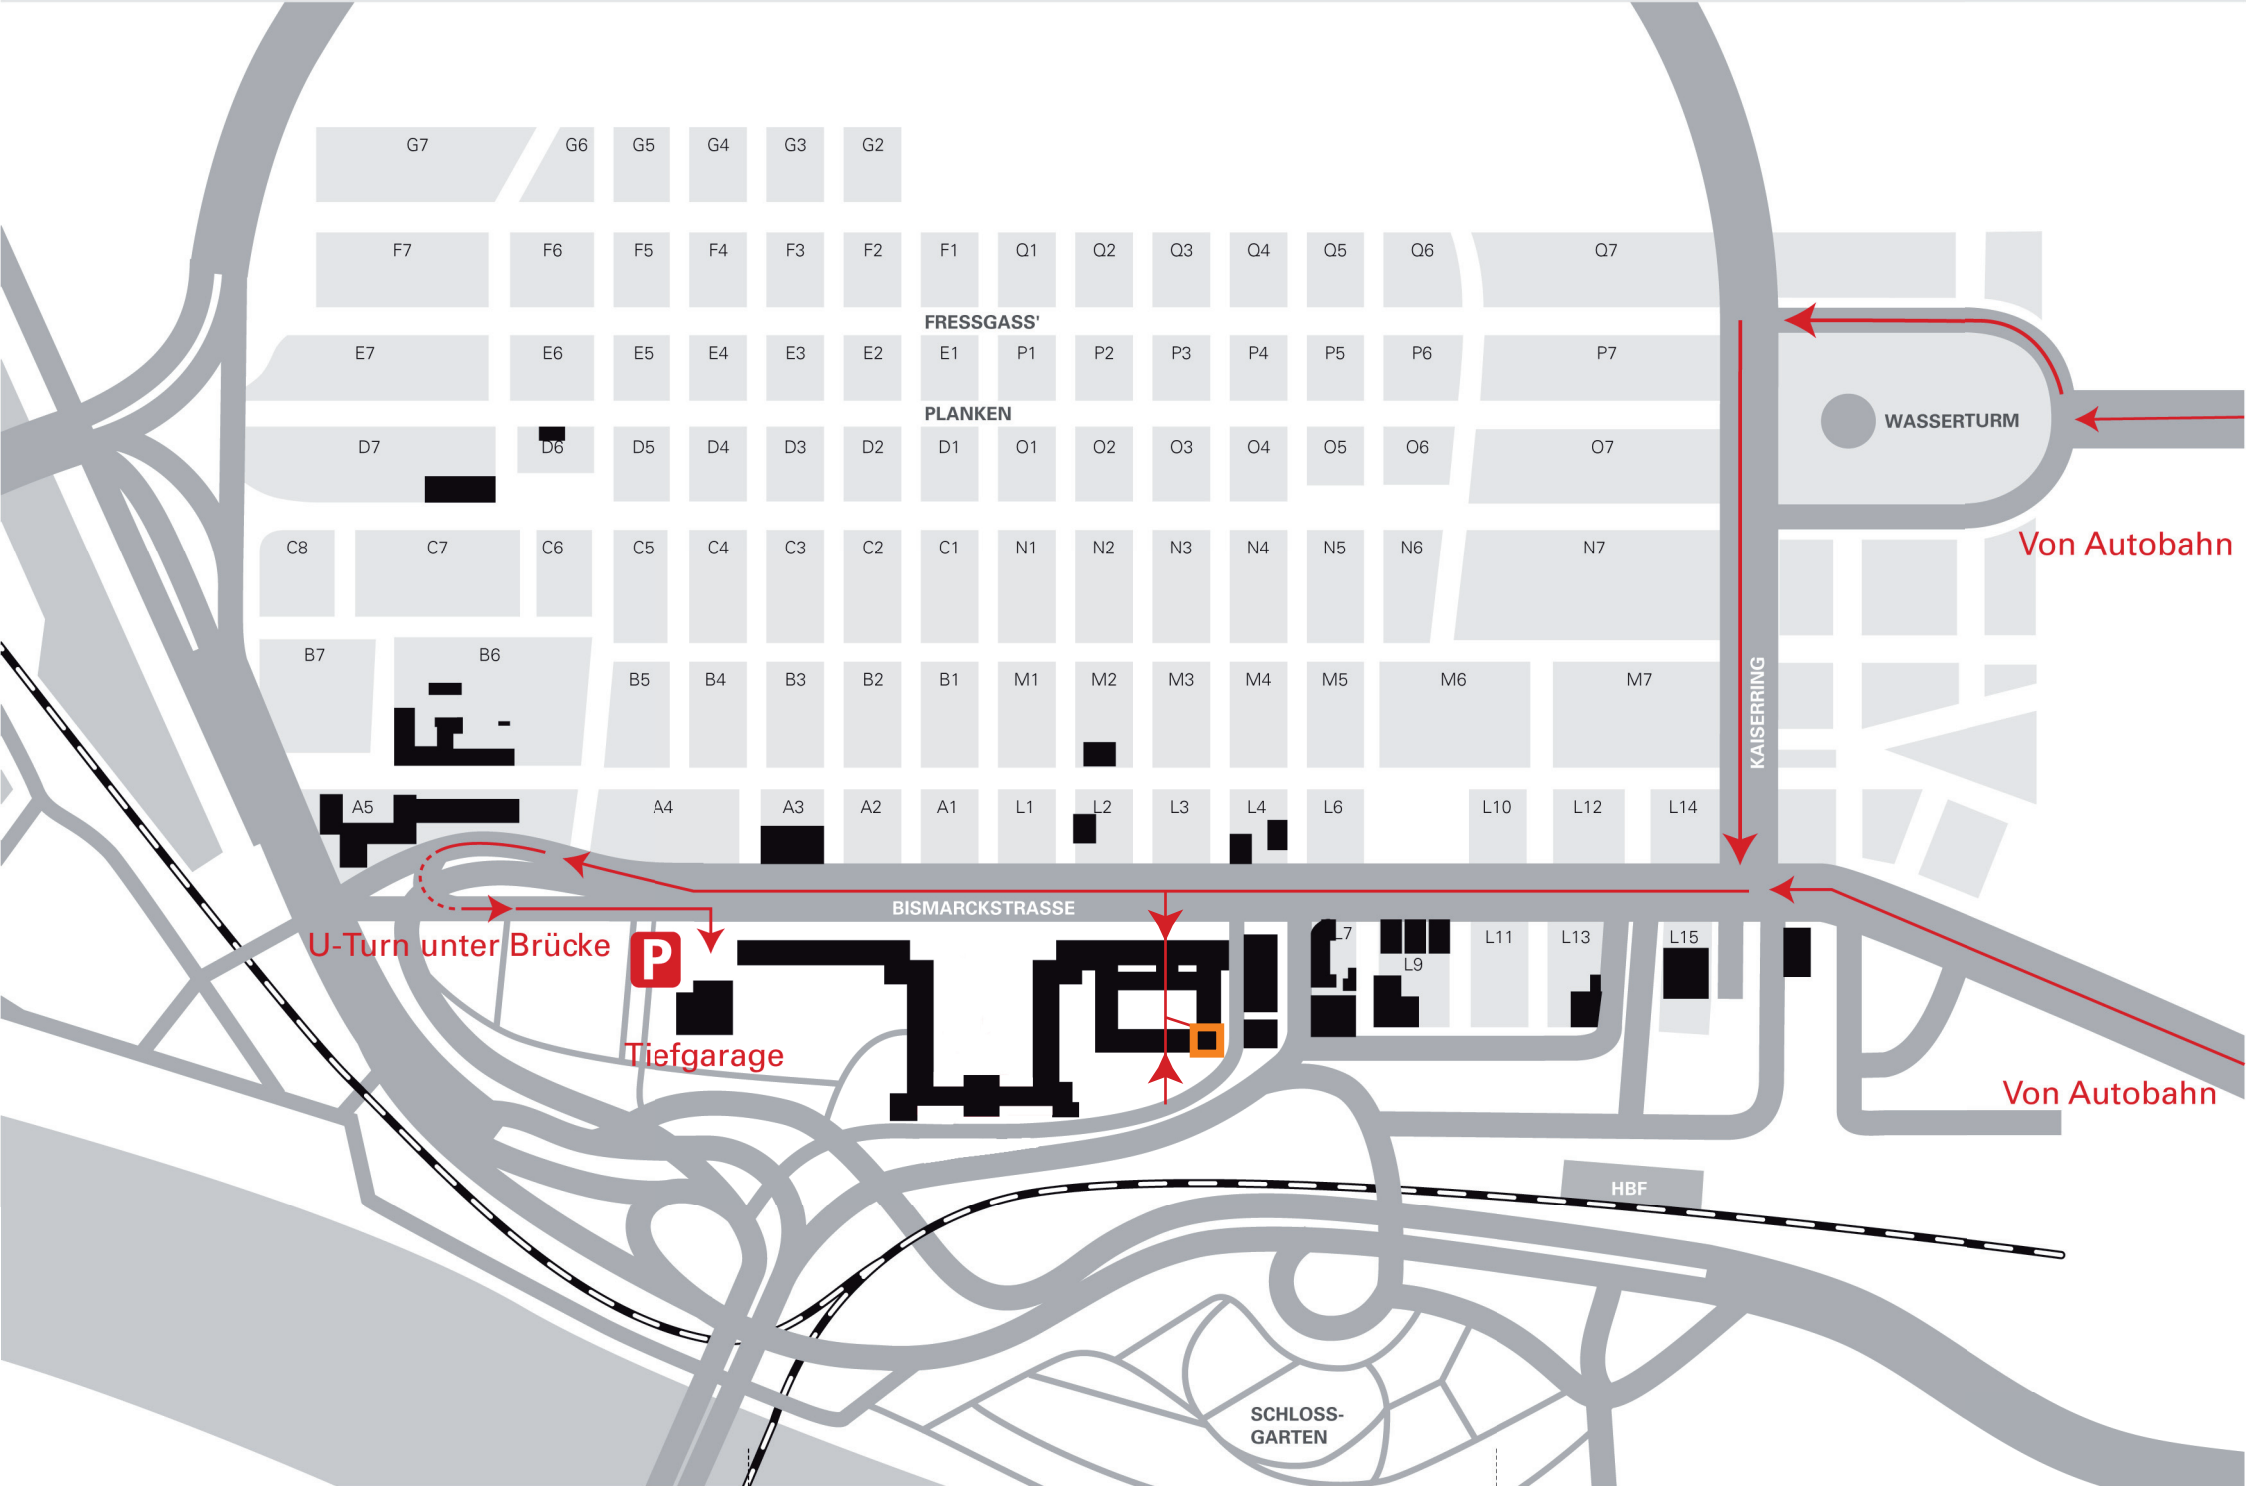 G7 G6 G5 G4 G3 G2
F7 F6 F5 F4 F3 F2 F1 Q1 Q2 Q3 Q4 Q5 Q6 Q7
FRESSGASS'
E7 E6 E5 E4 E3 E2 E1 P1 P2 P3 P4 P5 P6 P7
PLANKEN
WASSERTURM
D7 D6 D5 D4 D3 D2 D1 O1 O2 O3 O4 O5 O6 O7
Von Autobahn
C8 C7 C6 C5 C4 C3 C2 C1 N1 N2 N3 N4 N5 N6 N7
B7 B6
B5 B4 B3 B2 B1 M1 M2 M3 M4 M5 M6 M7
KAISERRING
A5 A4 A3 A2 A1 L1 L2 L3 L4 L6 L10 L12 L14
BISMARCKSTRASSE
U-Turn unter Brücke
L7 L11 L13 L15
P
L9
Tiefgarage
Von Autobahn
HBF
SCHLOSS-
GARTEN